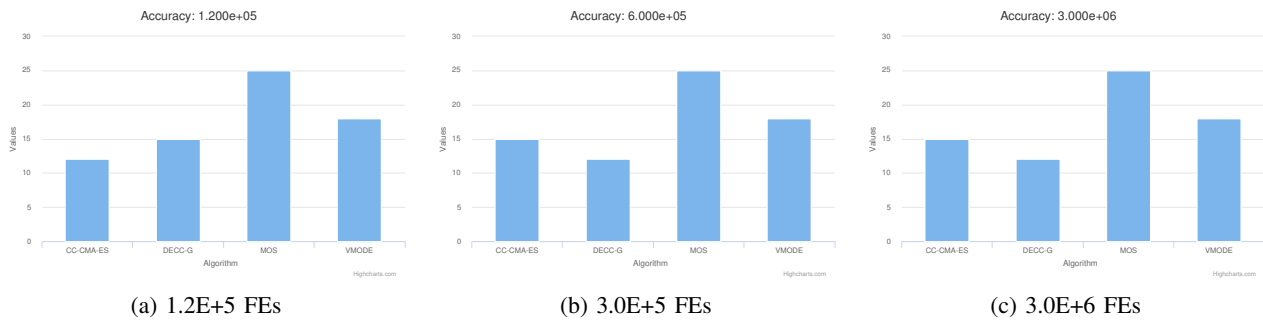 Accuracy: 1.200e+05
30
25
20
15
10
5
0
Values
CC-CMA-ES DECC-G MOS VMODE
Algorithm
Highcharts.com
(a) 1.2E+5 FEs
Accuracy: 6.000e+05
30
25
20
15
10
5
0
Values
CC-CMA-ES DECC-G MOS VMODE
Algorithm
Highcharts.com
(b) 3.0E+5 FEs
Accuracy: 3.000e+06
30
25
20
15
10
5
0
Values
CC-CMA-ES DECC-G MOS VMODE
Algorithm
Highcharts.com
(c) 3.0E+6 FEs